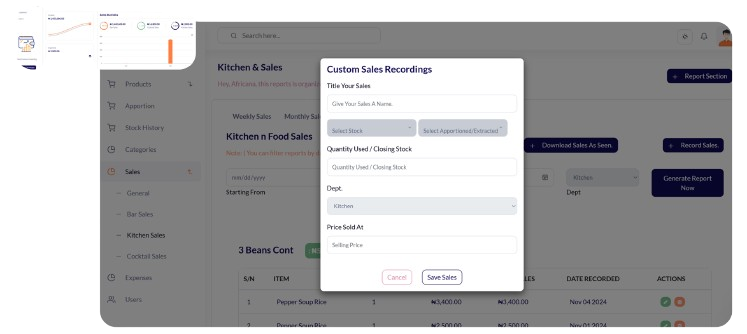 Search here...
Kitchen & Beans
Hey, Afericana, this reports is organi
+ Report Section
Products
Apportion
Stock History
Categories
Sales
General
Bar Sales
Kitchen Sales
Cocktail Sales
Expenses
Users
Weekly Sales Monthly Sal
Kitchen n Food Sales
Note: ( You can filter reports by s
+ Download Sales As Seen.
+ Record Sales.
mm/dd/yyyy
Starting From
Kitchen
Dept
Generate Report
Now
Custom Sales Recordings
Title Your Sales
Give Your Sales A Name.
Select Stock
Select Apportioned/Extracted
Quantity Used / Closing Stock
Quantity Used / Closing Stock
Dept.
Kitchen
Price Sold At
Selling Price
Cancel
Save Sales
3 Beans Cont
S/N ITEM LES DATE RECORDED ACTIONS
1 Pepper Soup Rice 1 ₦3,400.00 ₦3,400.00 Nov 04 2024
2 Pepper Soup Rice 1 ₦2,500.00 ₦2,500.00 Nov 01 2024